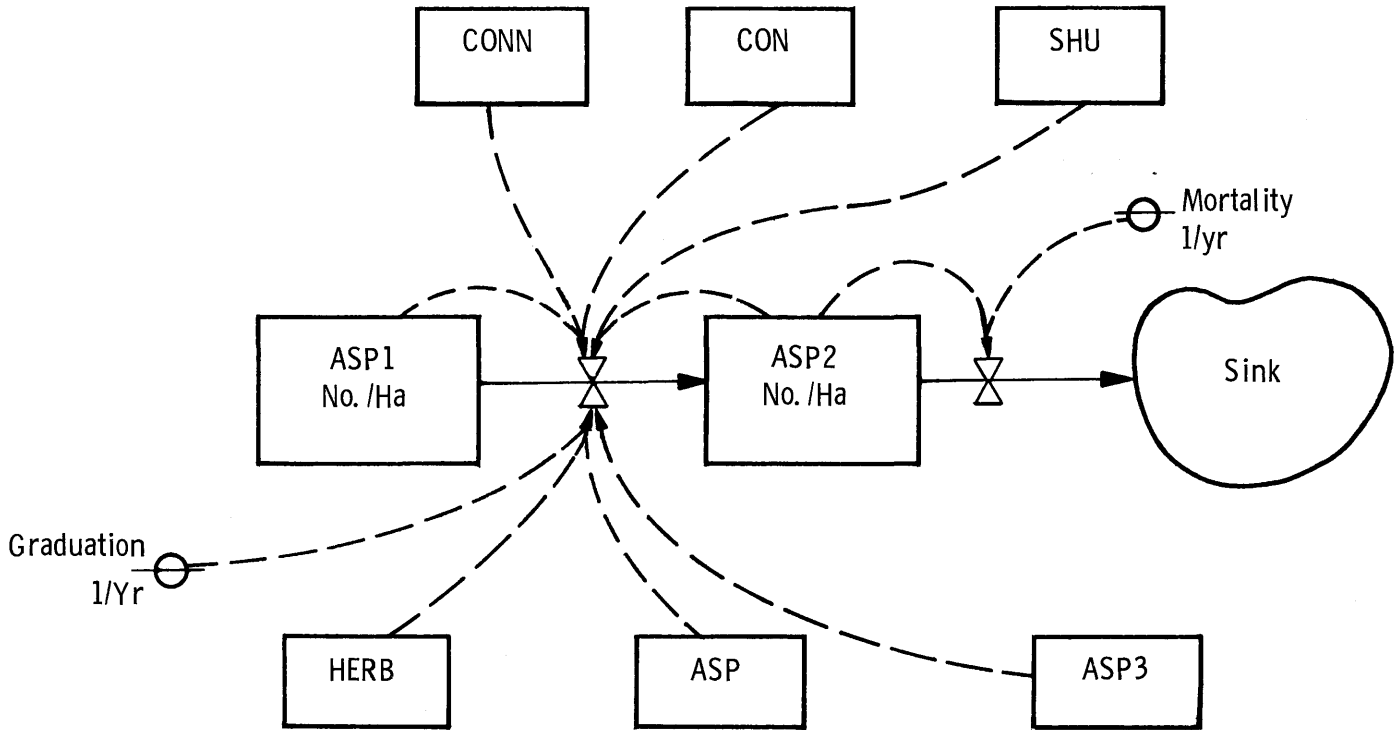 CONN
CON
SHU
Mortality
1/yr
ASP1
No./Ha
ASP2
No./Ha
Sink
Graduation
1/Yr
HERB
ASP
ASP3